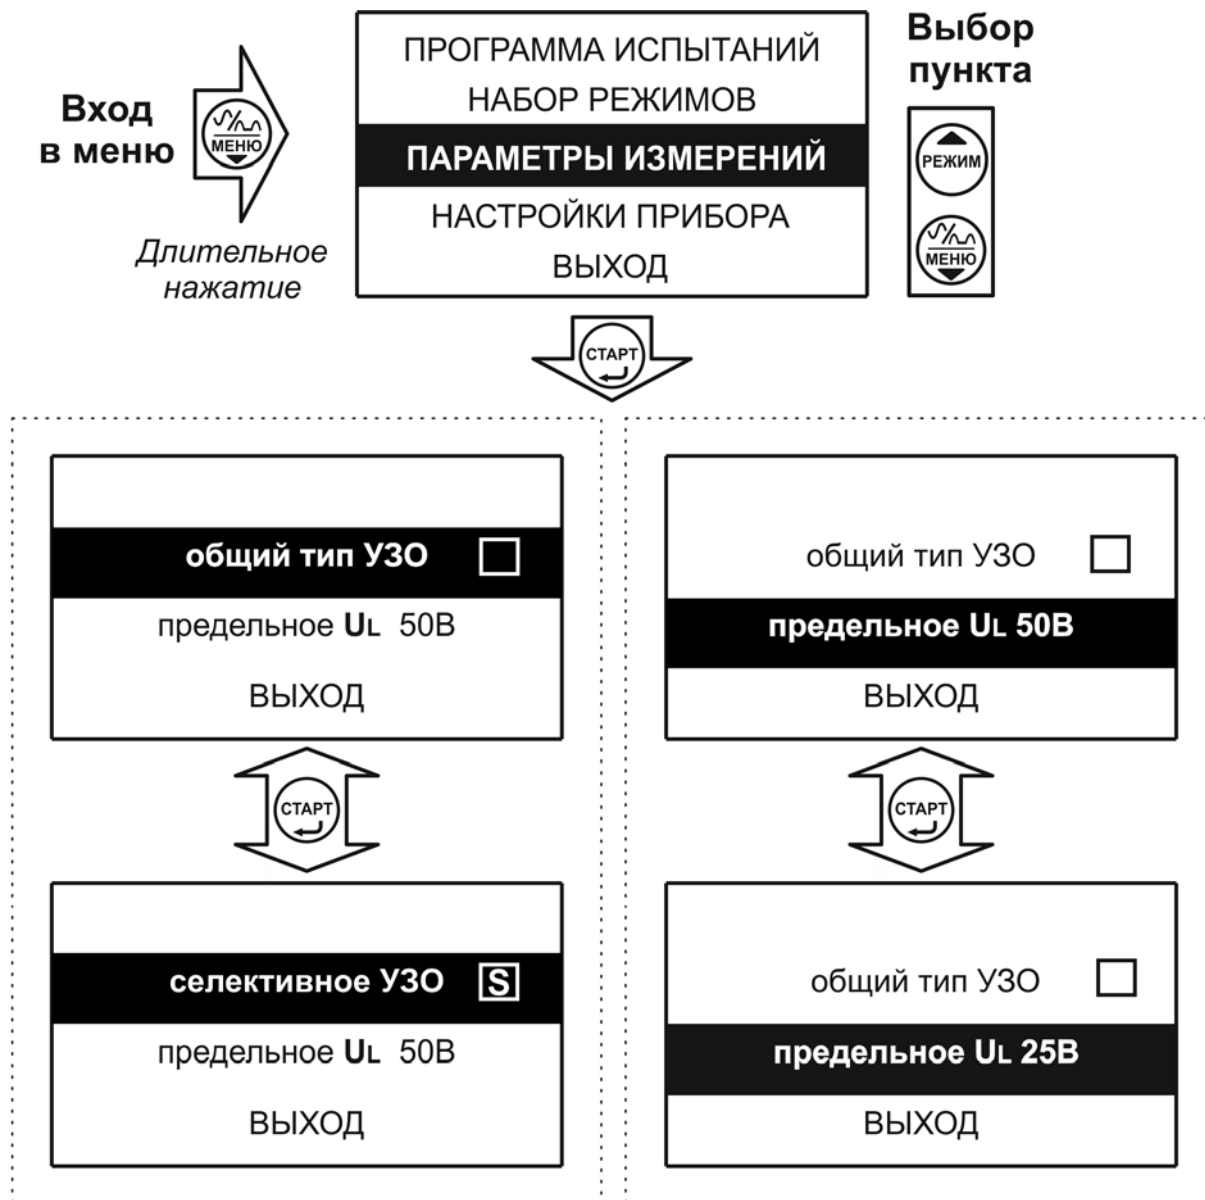 Вход
в меню
МЕНЮ
Длительное
нажатие
ПРОГРАММА ИСПЫТАНИЙ
НАБОР РЕЖИМОВ
ПАРАМЕТРЫ ИЗМЕРЕНИЙ
НАСТРОЙКИ ПРИБОРА
ВЫХОД
Выбор
пункта
РЕЖИМ
МЕНЮ
СТАРТ
общий тип УЗО
предельное UL 50В
ВЫХОД
СТАРТ
селективное УЗО S
предельное UL 50В
ВЫХОД
общий тип УЗО
предельное UL 50В
ВЫХОД
СТАРТ
общий тип УЗО
предельное UL 25В
ВЫХОД